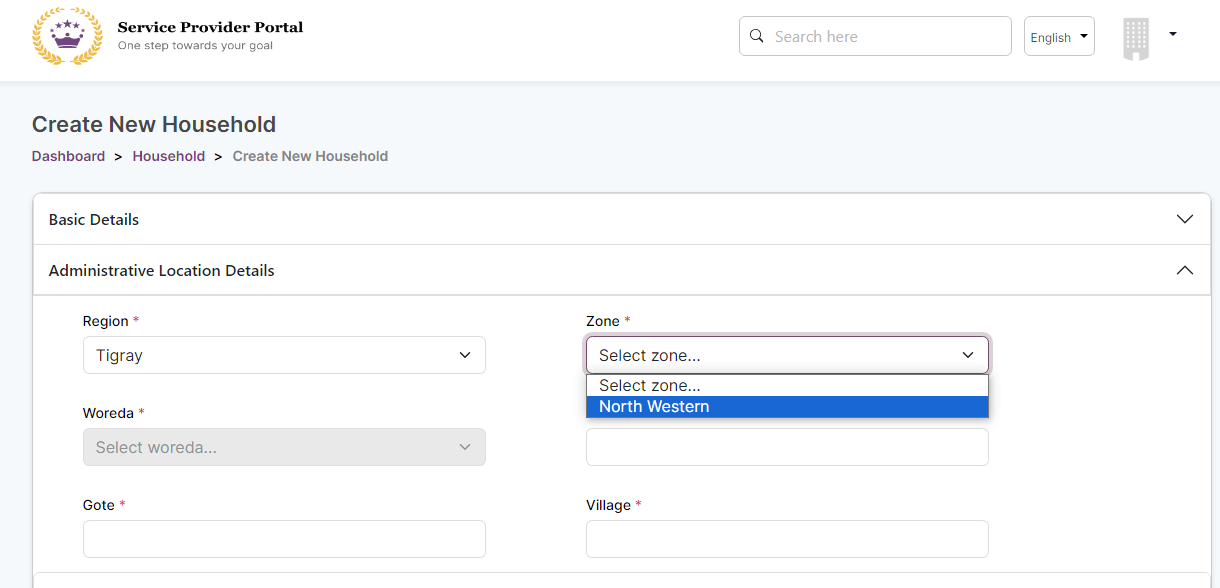 Service Provider Portal
One step towards your goal
Search here
English
Create New Household
Dashboard > Household > Create New Household
Basic Details
Administrative Location Details
Region *
Zone *
Tigray
Select zone...
Select zone...
North Western
Woreda *
Select woreda...
Gote *
Village *